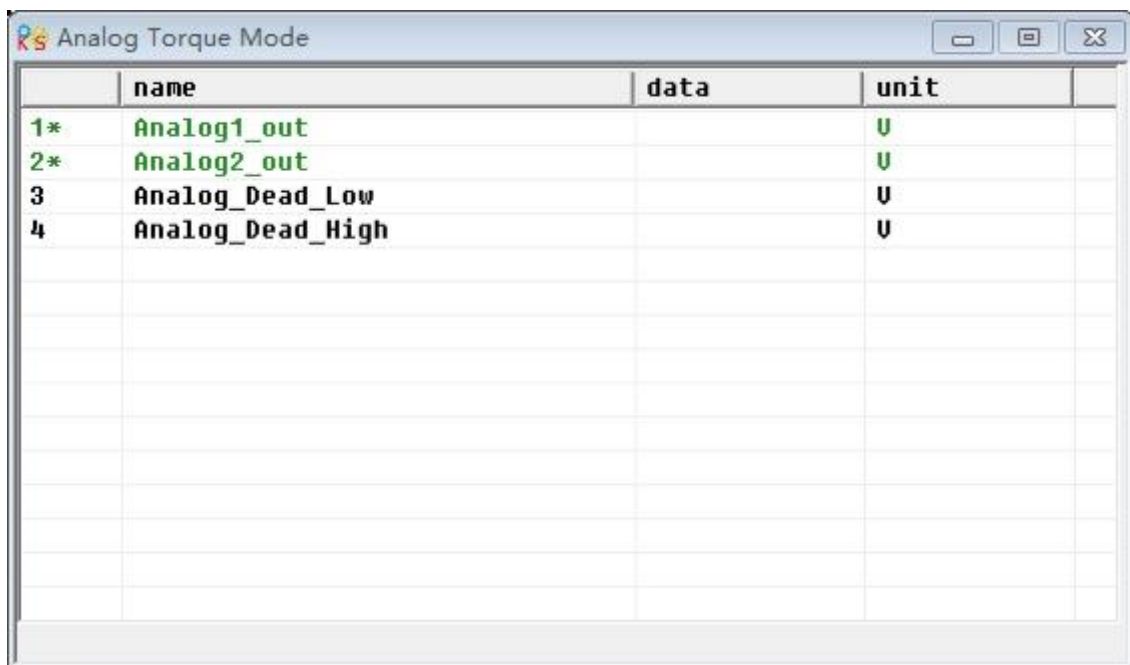 Analog Torque Mode
name data unit
1* Analog1_out V
2* Analog2_out V
3 Analog_Dead_Low V
4 Analog_Dead_High V